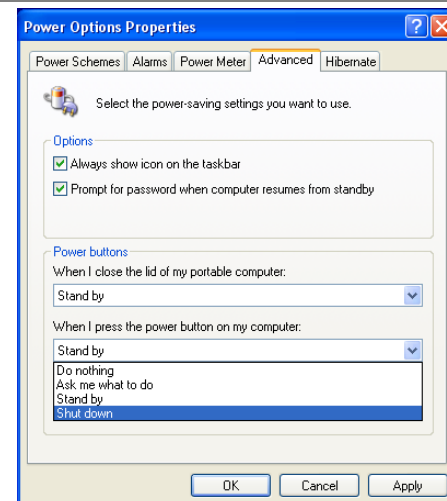 Power Options Properties
?
Power Schemes Alarms Power Meter Advanced Hibernate
Select the power-saving settings you want to use.
Options
Always show icon on the taskbar
Prompt for password when computer resumes from standby
Power buttons
When I close the lid of my portable computer:
Stand by
When I press the power button on my computer:
Stand by
Do nothing
Ask me what to do
Stand by
Shut down
OK Cancel Apply